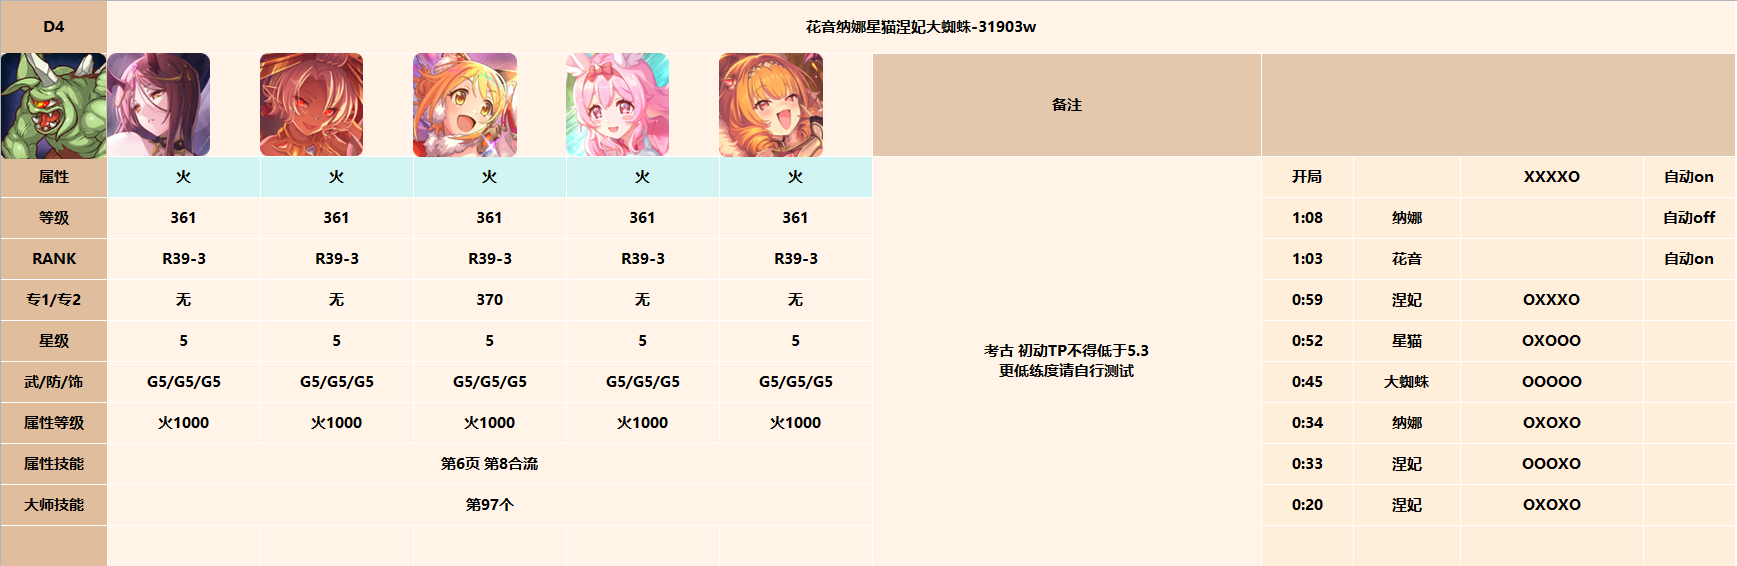 D4 花音纳娜星猫涅妃大蜘蛛-31903w
备注
属性 火 火 火 火 火 开局 XXXXO 自动on
等级 361 361 361 361 361 1:08 纳娜 自动off
RANK R39-3 R39-3 R39-3 R39-3 R39-3 1:03 花音 自动on
专1/专2 无 无 370 无 无 0:59 涅妃 OXXXO
星级 5 5 5 5 5 0:52 星猫 OXOOO
考古 初动TP不得低于5.3
更低练度请自行测试
武/防/饰 G5/G5/G5 G5/G5/G5 G5/G5/G5 G5/G5/G5 G5/G5/G5 0:45 大蜘蛛 OOOOO
属性等级 火1000 火1000 火1000 火1000 火1000 0:34 纳娜 OXOXO
属性技能 第6页 第8合流 0:33 涅妃 OOOXO
大师技能 第97个 0:20 涅妃 OXOXO